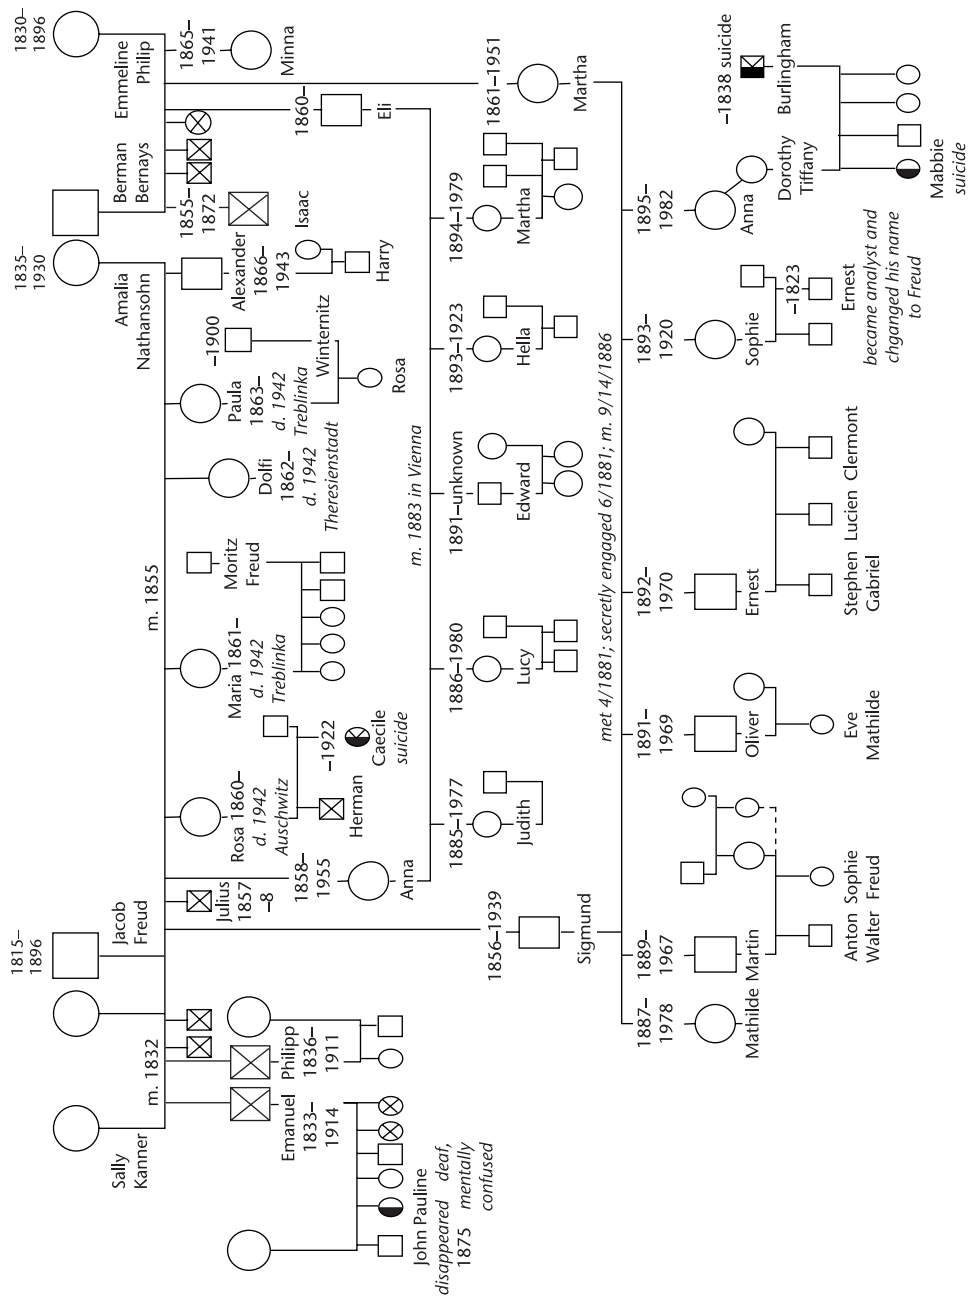 Sally
Kanner
m. 1832
1815–
1896
Jacob
Freud
m. 1855
1835–
1930
Amalia
Nathansohn
Berman
Bernays
1830–
1896
Emmeline
Philip
Emanuel
1833–
1914
Philipp
1836–
1911
John Pauline
disappeared deaf,
1875 mentally
confused
Julius
1857
–8
1858–
1955
Anna
Rosa 1860–
d. 1942
Auschwitz
Herman
–1922
Caecile
suicide
Maria 1861–
d. 1942
Treblinka
Moritz
Freud
Dolfi
1862–
d. 1942
Theresienstadt
Paula
1863–
d. 1942
Treblinka
–1900
Winternitz
Rosa
Alexander
1866–
1943
Isaac
Harry
1855–
1872
1860–
Eli
1865–
1941
Minna
m. 1883 in Vienna
1856–1939
Sigmund
1885–1977
Judith
1886–1980
Lucy
1891–unknown
Edward
1893–1923
Hella
1894–1979
Martha
1861–1951
Martha
met 4/1881; secretly engaged 6/1881; m. 9/14/1886
1887–
1978
Mathilde
1889–
1967
Martin
Anton Sophie
Walter Freud
1891–
1969
Oliver
Eve
Mathilde
1892–
1970
Ernest
Stephen Lucien Clermont
Gabriel
1893–
1920
Sophie
–1823
Ernest
became analyst and
chganged his name
to Freud
1895–
1982
Anna
Dorothy
Tiffany
–1838 suicide
Burlingham
Mabbie
suicide